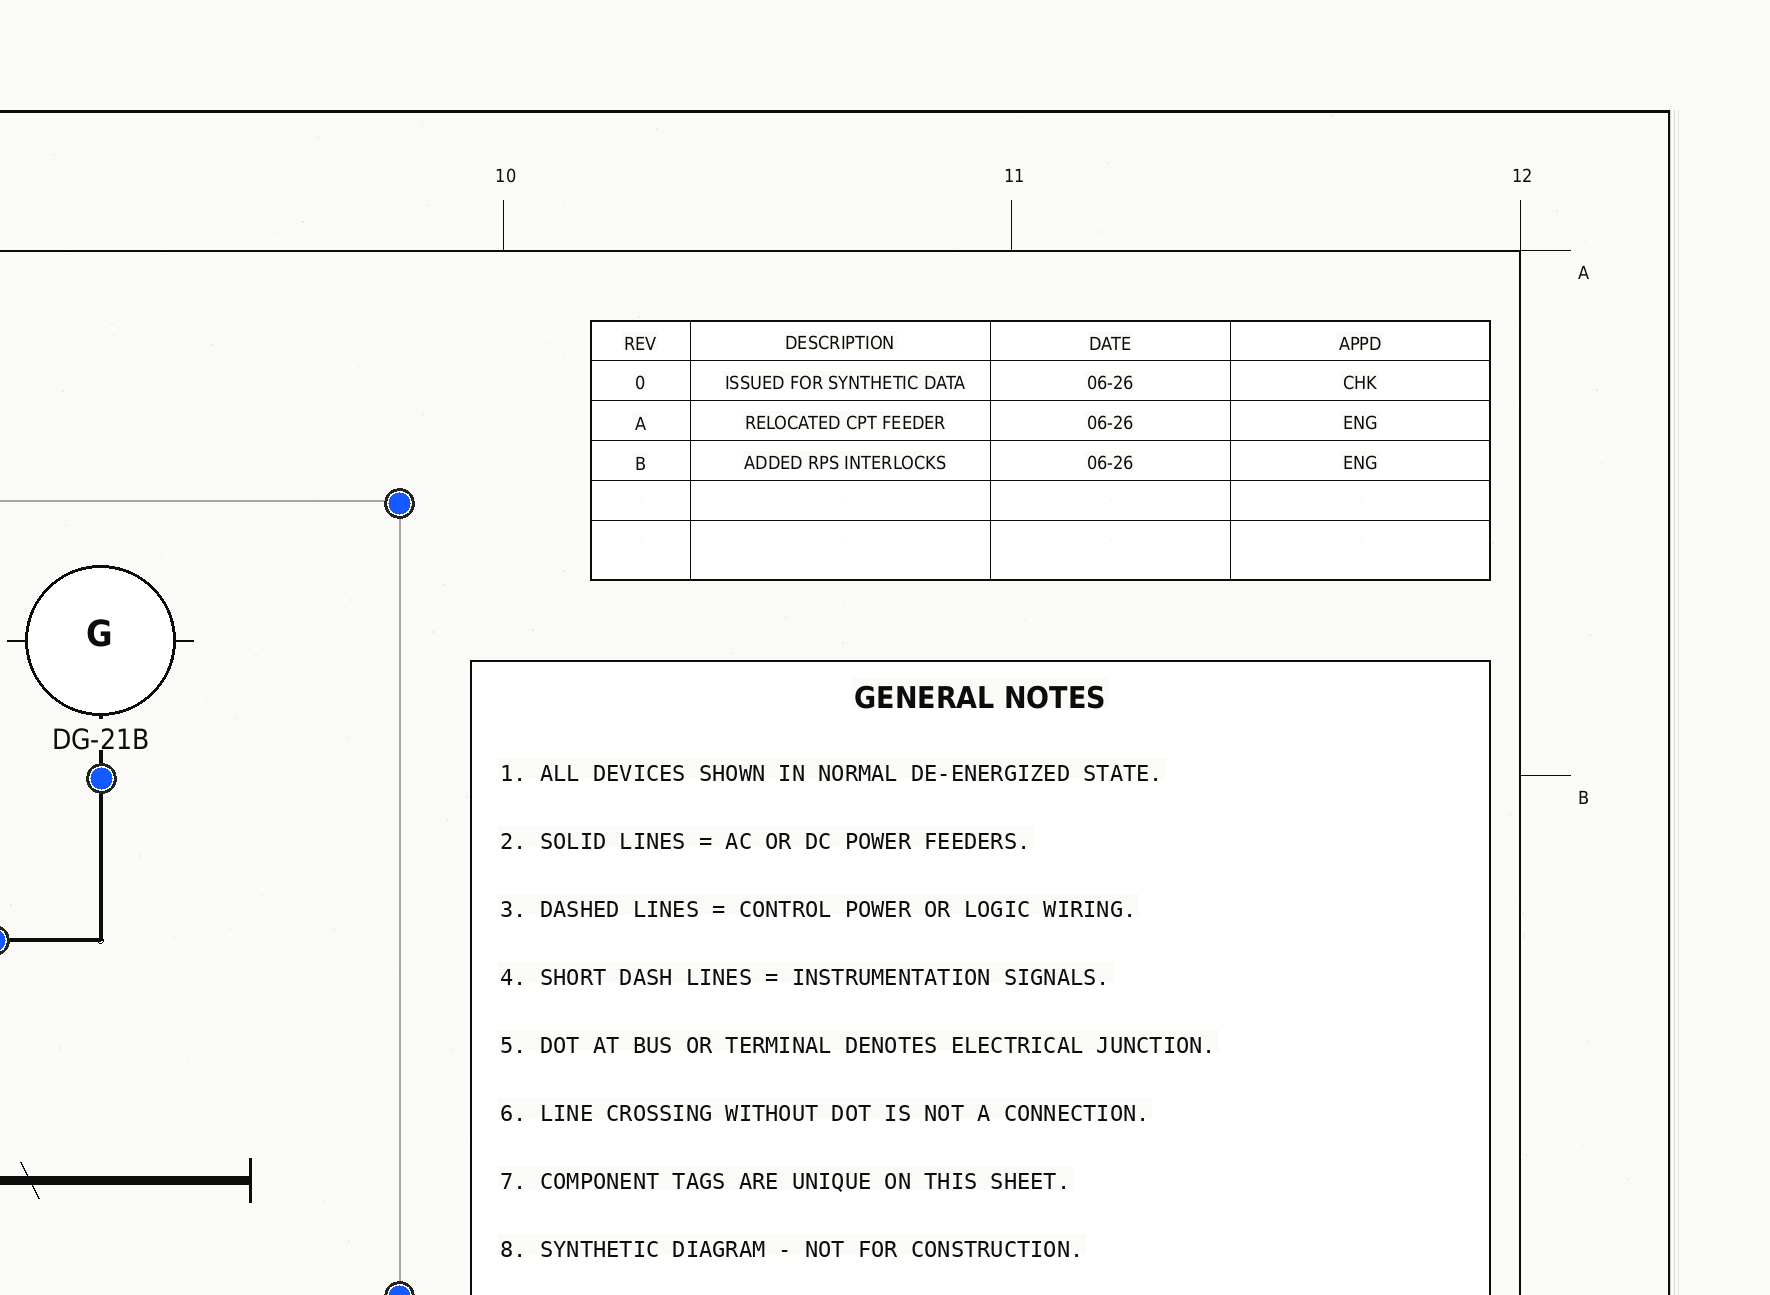 10 11 12
A
REV DESCRIPTION DATE APPD
0 ISSUED FOR SYNTHETIC DATA 06-26 CHK
A RELOCATED CPT FEEDER 06-26 ENG
B ADDED RPS INTERLOCKS 06-26 ENG
G
DG-21B
GENERAL NOTES
1. ALL DEVICES SHOWN IN NORMAL DE-ENERGIZED STATE.
B
2. SOLID LINES = AC OR DC POWER FEEDERS.
3. DASHED LINES = CONTROL POWER OR LOGIC WIRING.
4. SHORT DASH LINES = INSTRUMENTATION SIGNALS.
5. DOT AT BUS OR TERMINAL DENOTES ELECTRICAL JUNCTION.
6. LINE CROSSING WITHOUT DOT IS NOT A CONNECTION.
7. COMPONENT TAGS ARE UNIQUE ON THIS SHEET.
8. SYNTHETIC DIAGRAM - NOT FOR CONSTRUCTION.